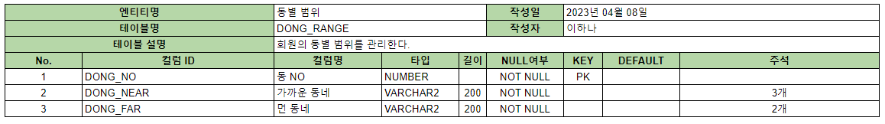 엔티티명 동별 범위 작성일 2023년 04월 08일
테이블명 DONG_RANGE 작성자 이하나
테이블 설명 회원의 동별 범위를 관리한다.
No. 컬럼 ID 컬럼명 타입 길이 NULL여부 KEY DEFAULT 주석
1 DONG_NO 동 NO NUMBER NOT NULL PK
2 DONG_NEAR 가까운 동네 VARCHAR2 200 NOT NULL 3개
3 DONG_FAR 먼 동네 VARCHAR2 200 NOT NULL 2개